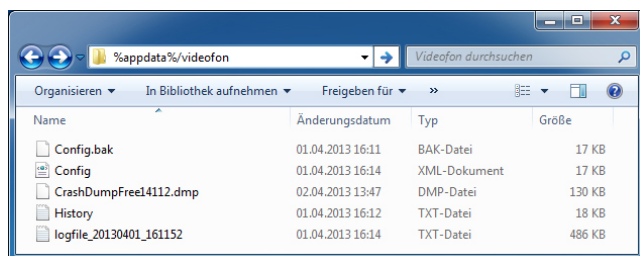 %appdata%/videofon
Videofon durchsuchen
Organisieren In Bibliothek aufnehmen Freigeben für »
Name Änderungsdatum Typ Größe
Config.bak 01.04.2013 16:11 BAK-Datei 17 KB
Config 01.04.2013 16:14 XML-Dokument 17 KB
CrashDumpFree14112.dmp 02.04.2013 13:47 DMP-Datei 130 KB
History 01.04.2013 16:12 TXT-Datei 18 KB
logfile_20130401_161152 01.04.2013 16:14 TXT-Datei 486 KB